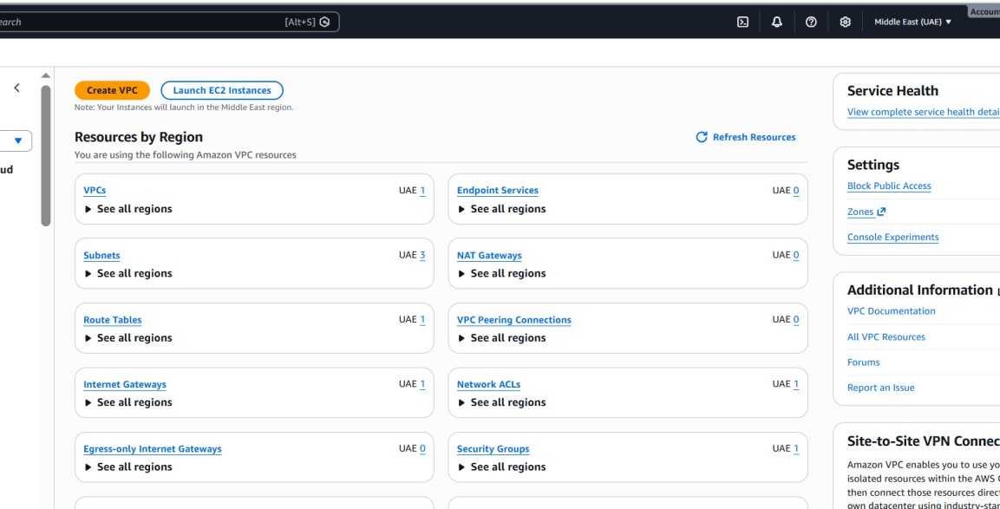 earch [Alt+S] Middle East (UAE) Account
Create VPC Launch EC2 Instances
Note: Your Instances will launch in the Middle East region.
Resources by Region Refresh Resources
You are using the following Amazon VPC resources
ud
VPCs UAE 1
See all regions
Endpoint Services UAE 0
See all regions
Subnets UAE 3
See all regions
NAT Gateways UAE 0
See all regions
Route Tables UAE 1
See all regions
VPC Peering Connections UAE 0
See all regions
Internet Gateways UAE 1
See all regions
Network ACLs UAE 1
See all regions
Egress-only Internet Gateways UAE 0
See all regions
Security Groups UAE 1
See all regions
Service Health
View complete service health detai
Settings
Block Public Access
Zones
Console Experiments
Additional Information
VPC Documentation
All VPC Resources
Forums
Report an Issue
Site-to-Site VPN Connec
Amazon VPC enables you to use yo
isolated resources within the AWS
then connect those resources direc
own datacenter using industry-star